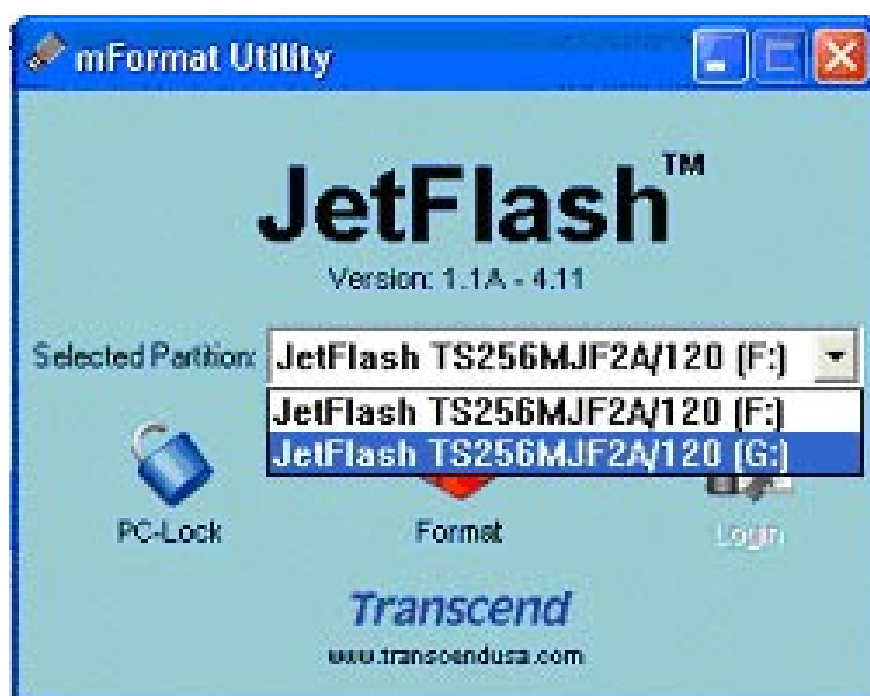 mFormat Utility
JetFlash™
Version: 1.1A - 4.11
Selected Partition: JetFlash TS256MJF2A/120 (F:)
JetFlash TS256MJF2A/120 (F:)
JetFlash TS256MJF2A/120 (G:)
PC-Lock Format Login
Transcend
www.transcendusa.com